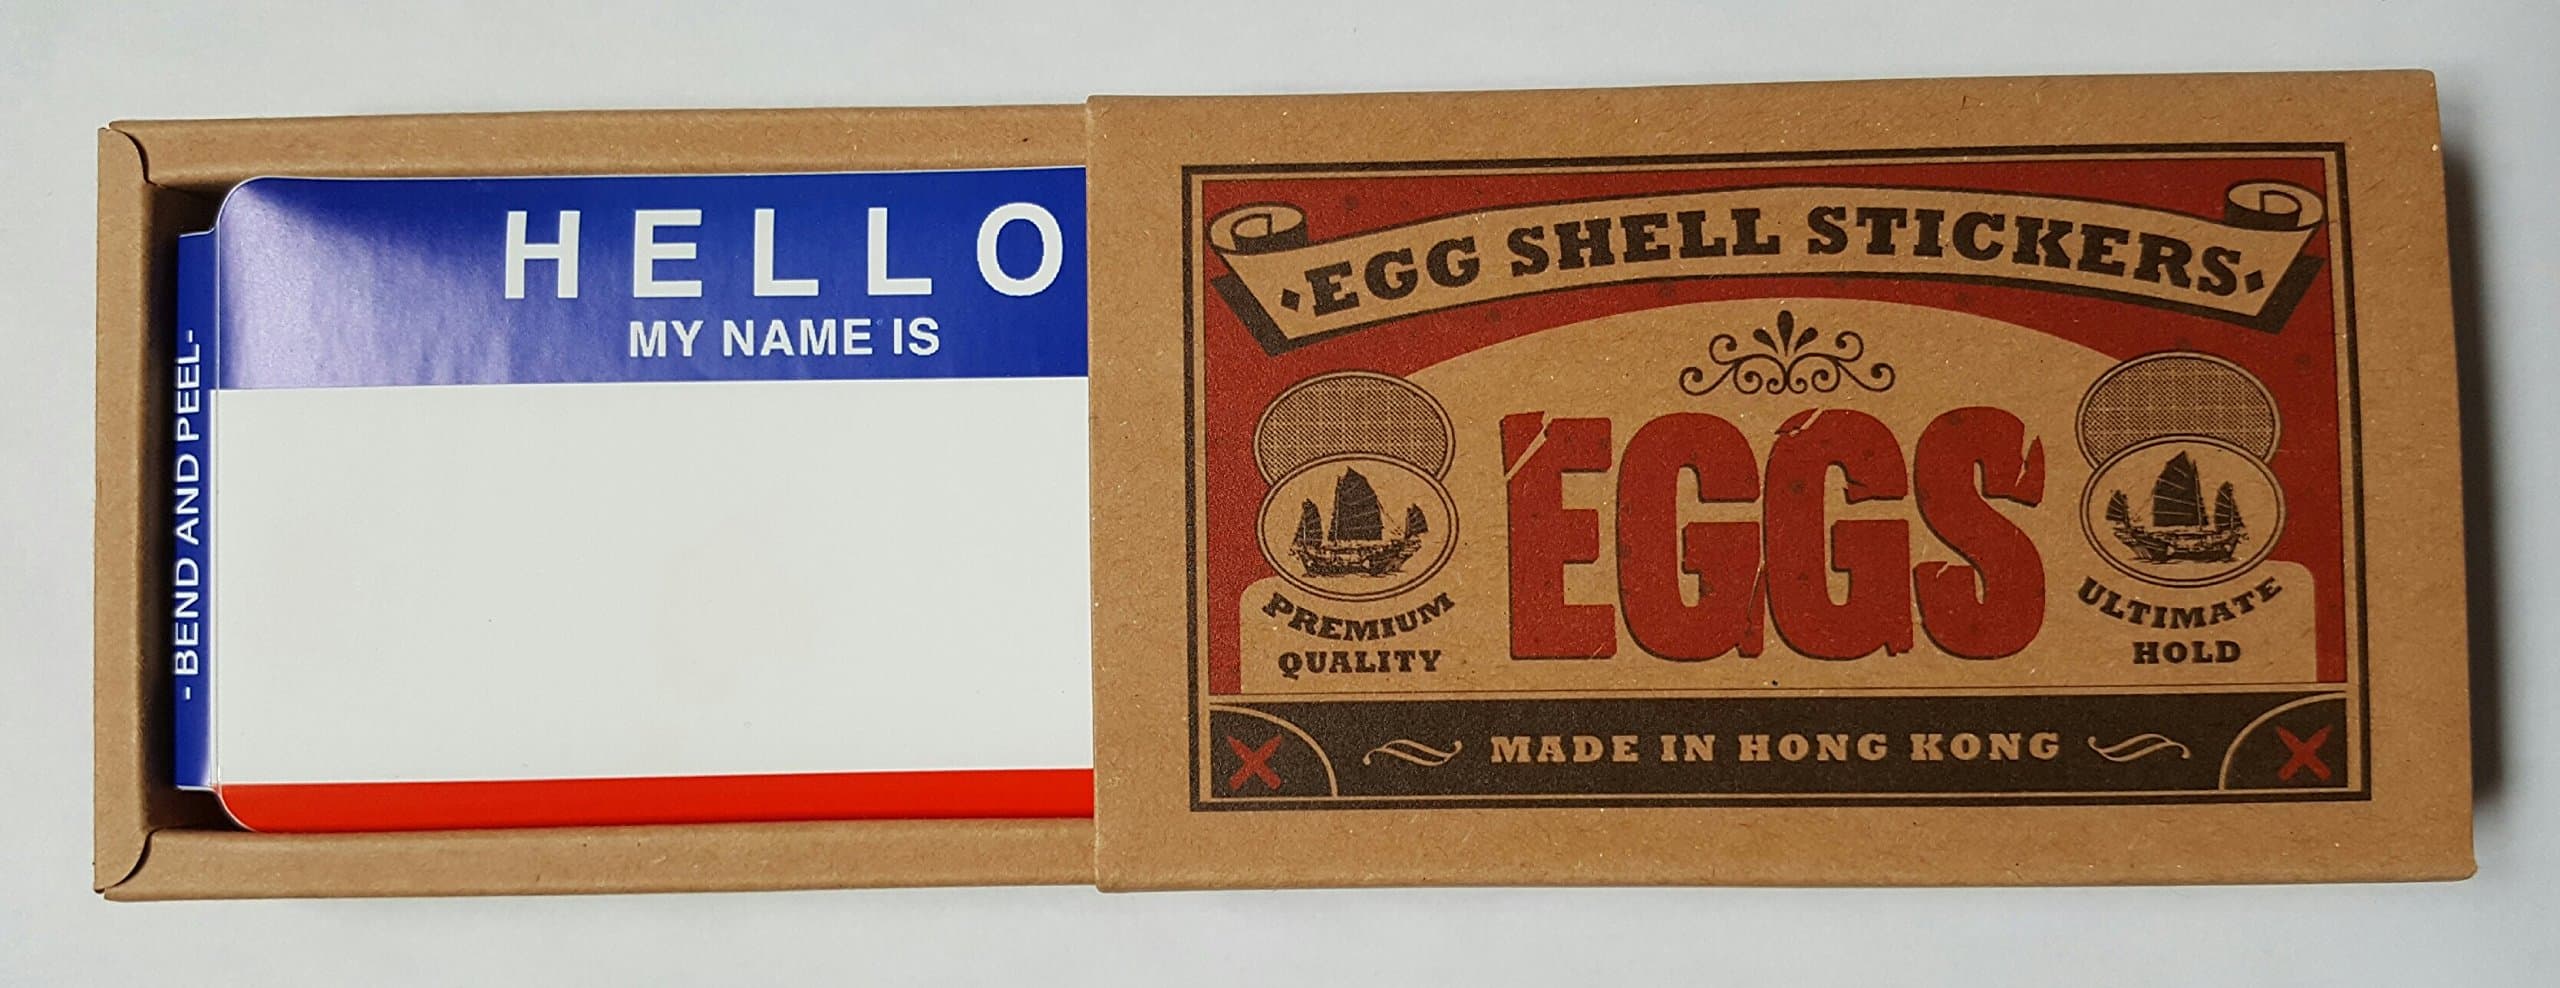 HELLO
MY NAME IS
- BEND AND PEEL -
EGG SHELL STICKERS
EGGS
PREMIUM
QUALITY
ULTIMATE
HOLD
MADE IN HONG KONG